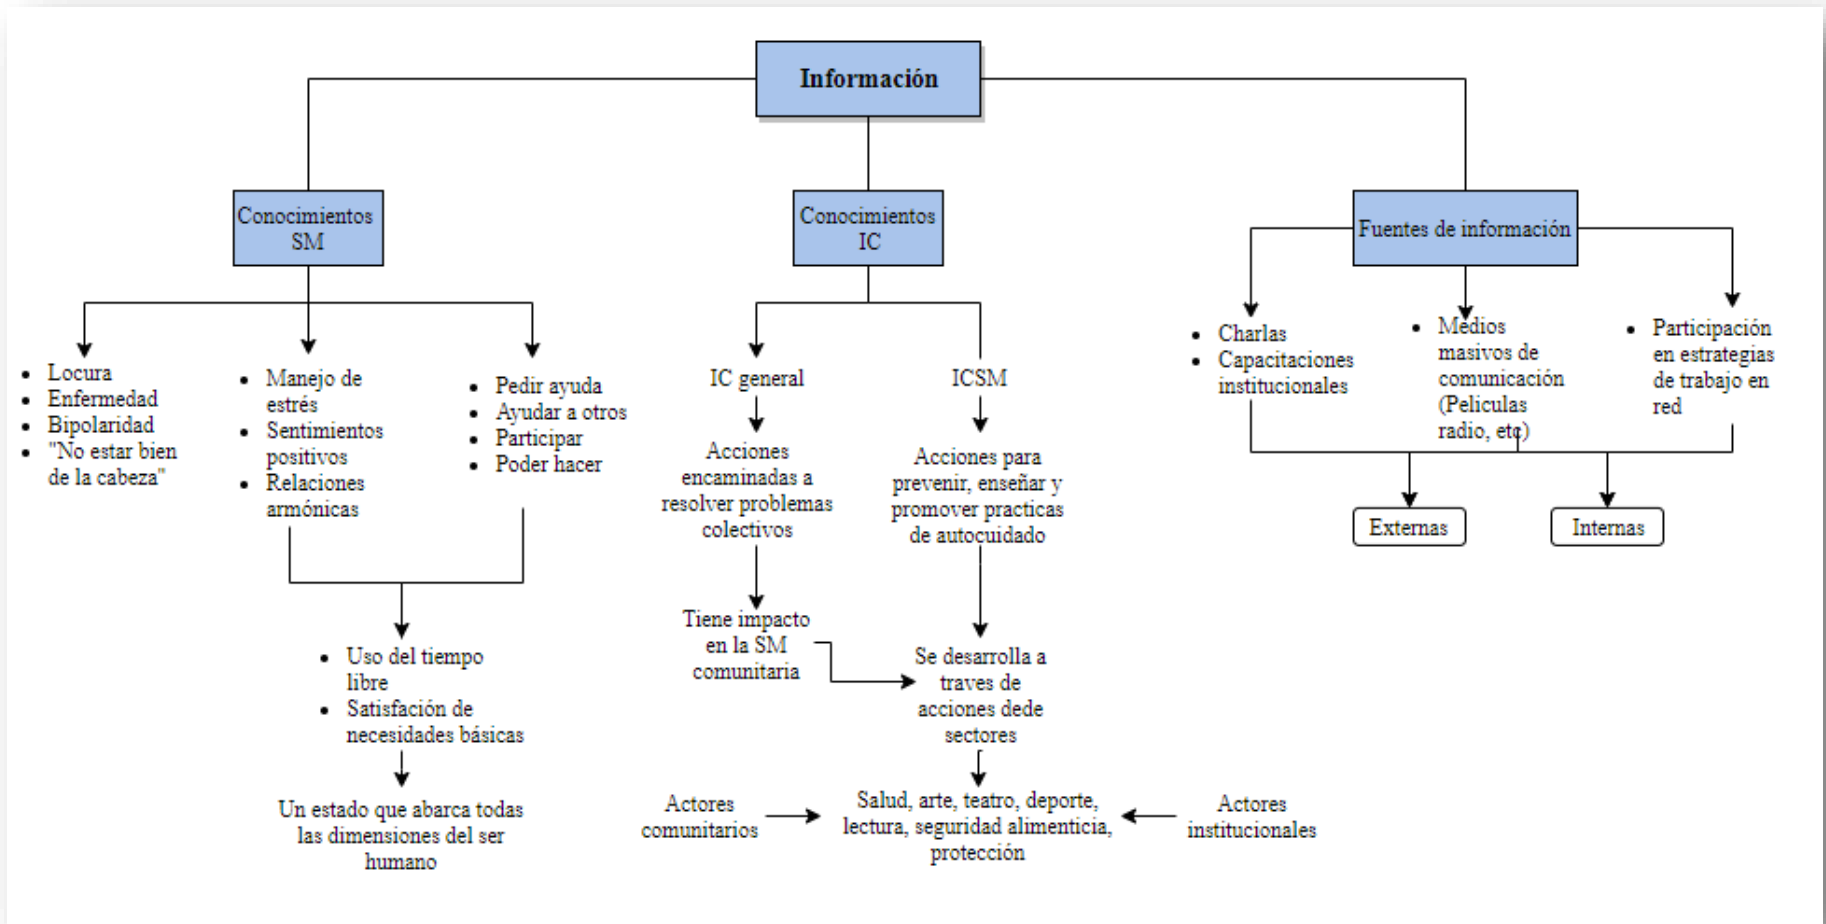 Información
Conocimientos
SM
Conocimientos
IC
Fuentes de información
Locura
Enfermedad
Bipolaridad
"No estar bien
de la cabeza"
Manejo de
estrés
Sentimientos
positivos
Relaciones
armónicas
Pedir ayuda
Ayudar a otros
Participar
Poder hacer
Uso del tiempo
libre
Satisfacción de
necesidades básicas
Un estado que abarca todas
las dimensiones del ser
humano
IC general
Acciones
encaminadas a
resolver problemas
colectivos
Tiene impacto
en la SM
comunitaria
ICSM
Acciones para
prevenir, enseñar y
promover practicas
de autocuidado
Se desarrolla a
traves de
acciones dede
sectores
Actores
comunitarios
Salud, arte, teatro, deporte,
lectura, seguridad alimenticia,
protección
Actores
institucionales
Charlas
Capacitaciones
institucionales
Medios
masivos de
comunicación
(Peliculas
radio, etc)
Participación
en estrategias
de trabajo en
red
Externas
Internas